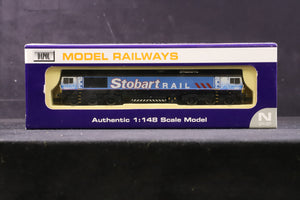 MODEL RAILWAYS
Stobart RAIL
Authentic 1:148 Scale Model
N